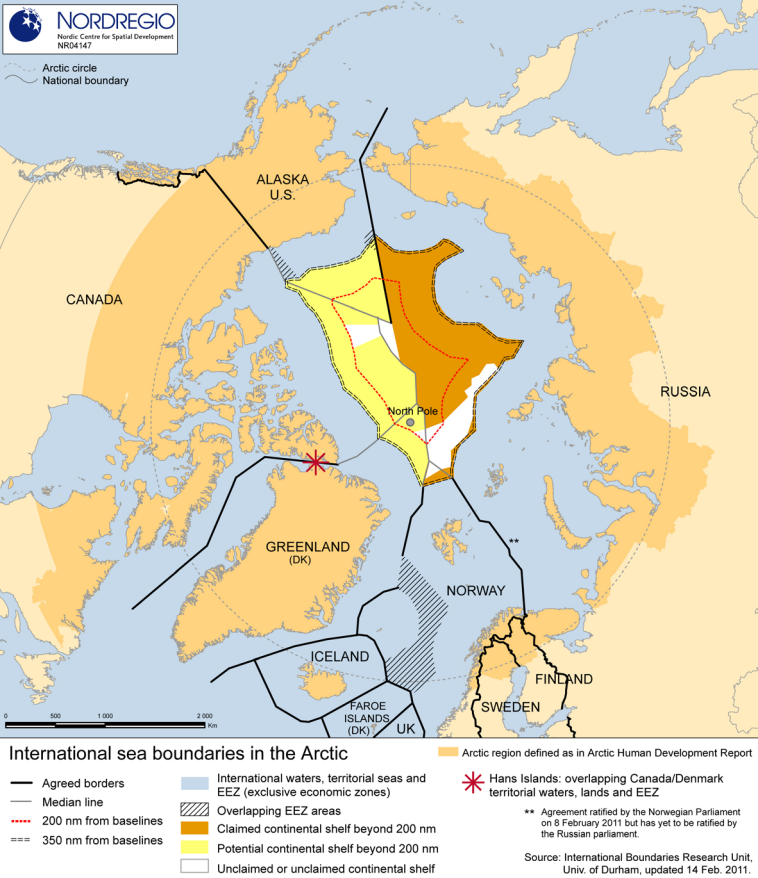 NORDREGIO
Nordic Centre for Spatial Development
NR04147
Arctic circle
National boundary
ALASKA
U.S.
CANADA
RUSSIA
North Pole
GREENLAND
(DK)
**
NORWAY
ICELAND
FINLAND
FAROE
ISLANDS
(DK)
SWEDEN
UK
0 500 1 000 2 000
Km
International sea boundaries in the Arctic
Agreed borders
Median line
200 nm from baselines
350 nm from baselines
International waters, territorial seas and
EEZ (exclusive economic zones)
Overlapping EEZ areas
Claimed continental shelf beyond 200 nm
Potential continental shelf beyond 200 nm
Unclaimed or unclaimed continental shelf
Arctic region defined as in Arctic Human Development Report
Hans Islands: overlapping Canada/Denmark
territorial waters, lands and EEZ
** Agreement ratified by the Norwegian Parliament
on 8 February 2011 but has yet to be ratified by
the Russian parliament.
Source: International Boundaries Research Unit,
Univ. of Durham, updated 14 Feb. 2011.